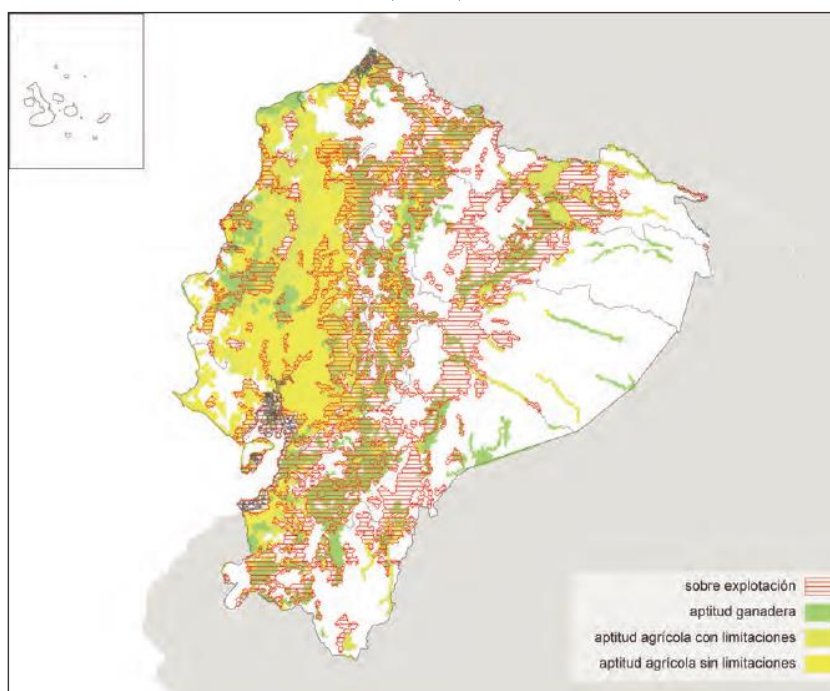 sobre explotación
aptitud ganadera
aptitud agrícola con limitaciones
aptitud agrícola sin limitaciones